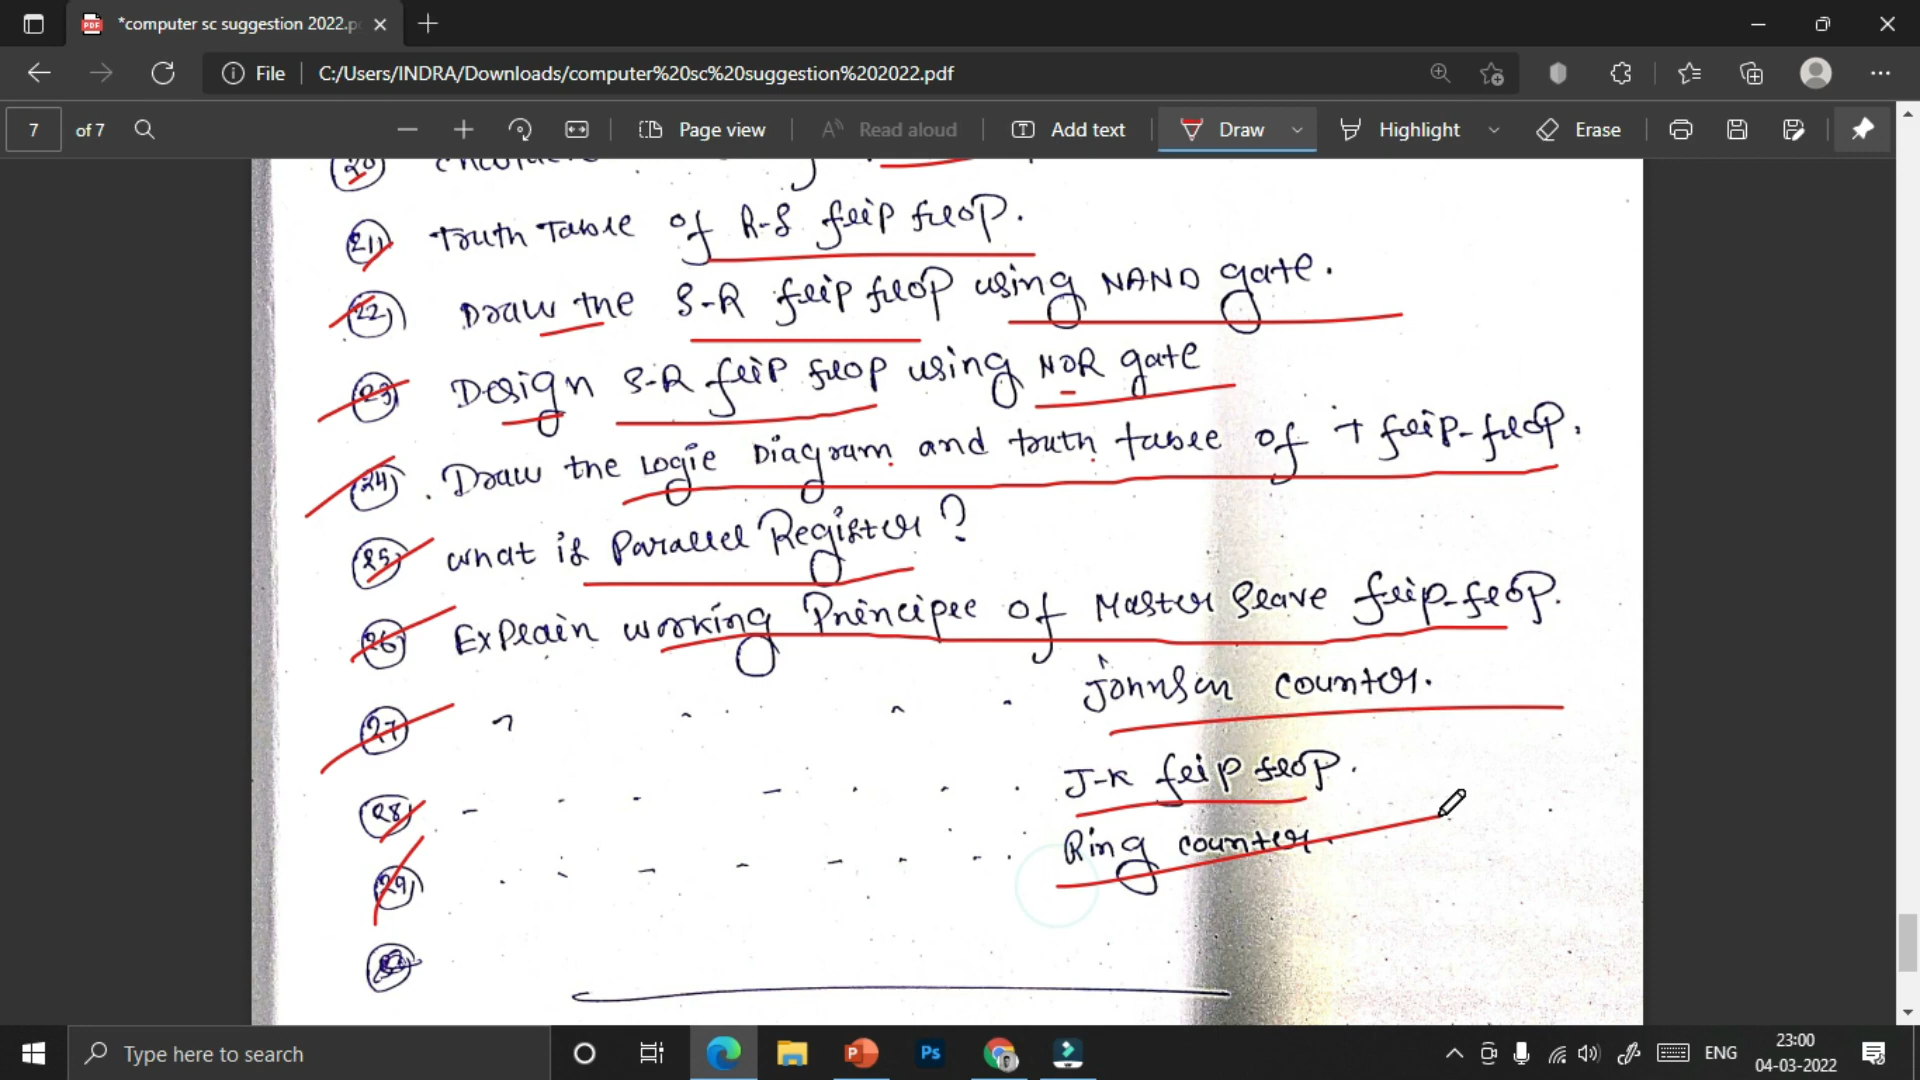 *computer sc suggestion 2022.p
File
C:/Users/INDRA/Downloads/computer%20sc%20suggestion%202022.pdf
7 of 7
Page view
Read aloud
Add text
Draw
Highlight
Erase
20
21) Truth Table of R-S flip flop.
22) Draw the S-R flip flop using NAND gate.
23 Design S-R flip flop using NOR gate
24) . Draw the Logic Diagram and truth table of T flip-flop.
25) What is Parallel Register?
26) Explain working Principle of Master Slave flip-flop.
27 Johnson counter.
28) J-K flip flop.
29) Ring counter.
Type here to search
ENG
23:00
04-03-2022